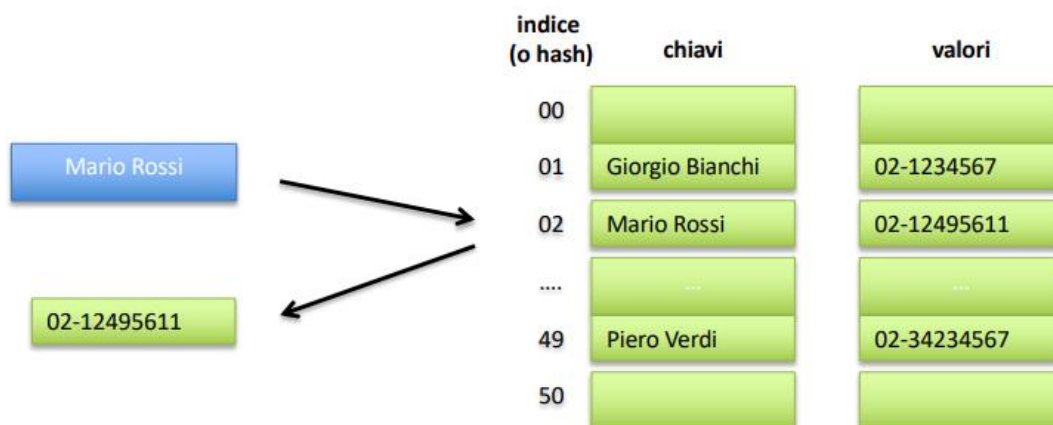 indice
(o hash)
chiavi
valori
00
Mario Rossi
01 Giorgio Bianchi 02-1234567
02 Mario Rossi 02-12495611
.... ... ...
02-12495611
49 Piero Verdi 02-34234567
50